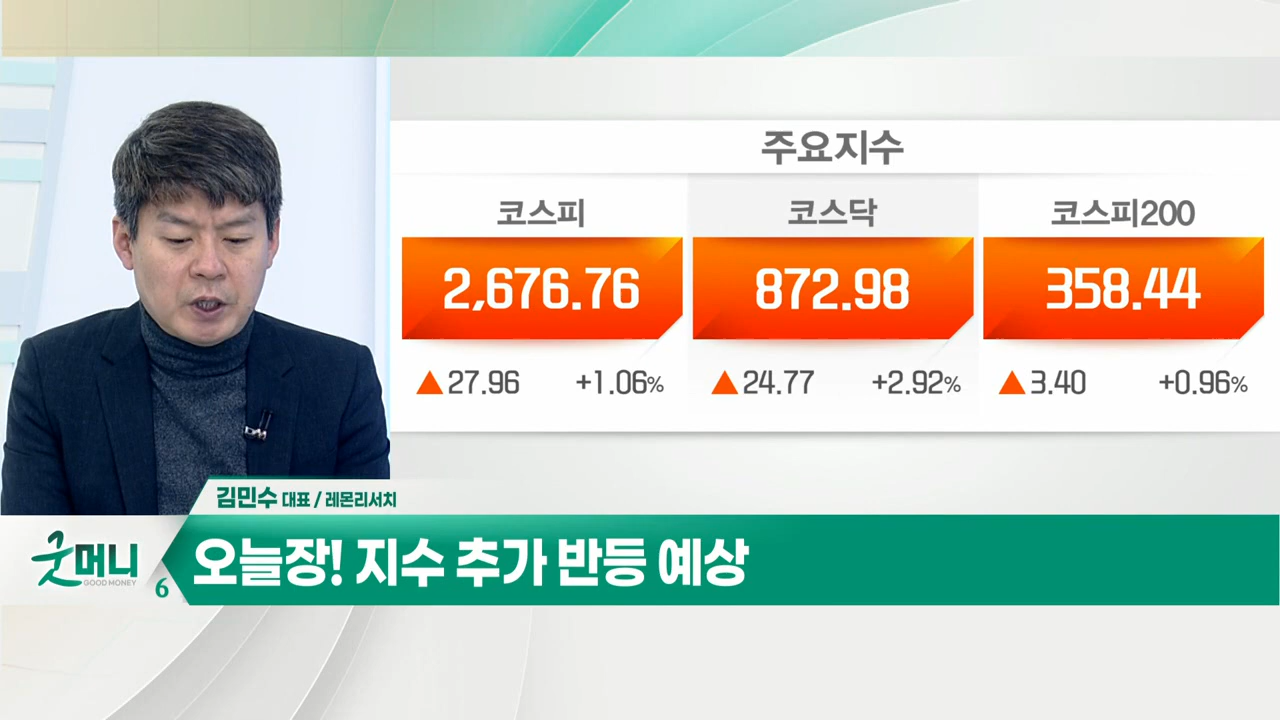 주요지수
코스피
코스닥
코스피200
2,676.76
872.98
358.44
▲27.96 +1.06%
▲24.77 +2.92%
▲3.40 +0.96%
김민수 대표 / 레몬리서치
굿머니
GOOD MONEY
6
오늘장! 지수 추가 반등 예상